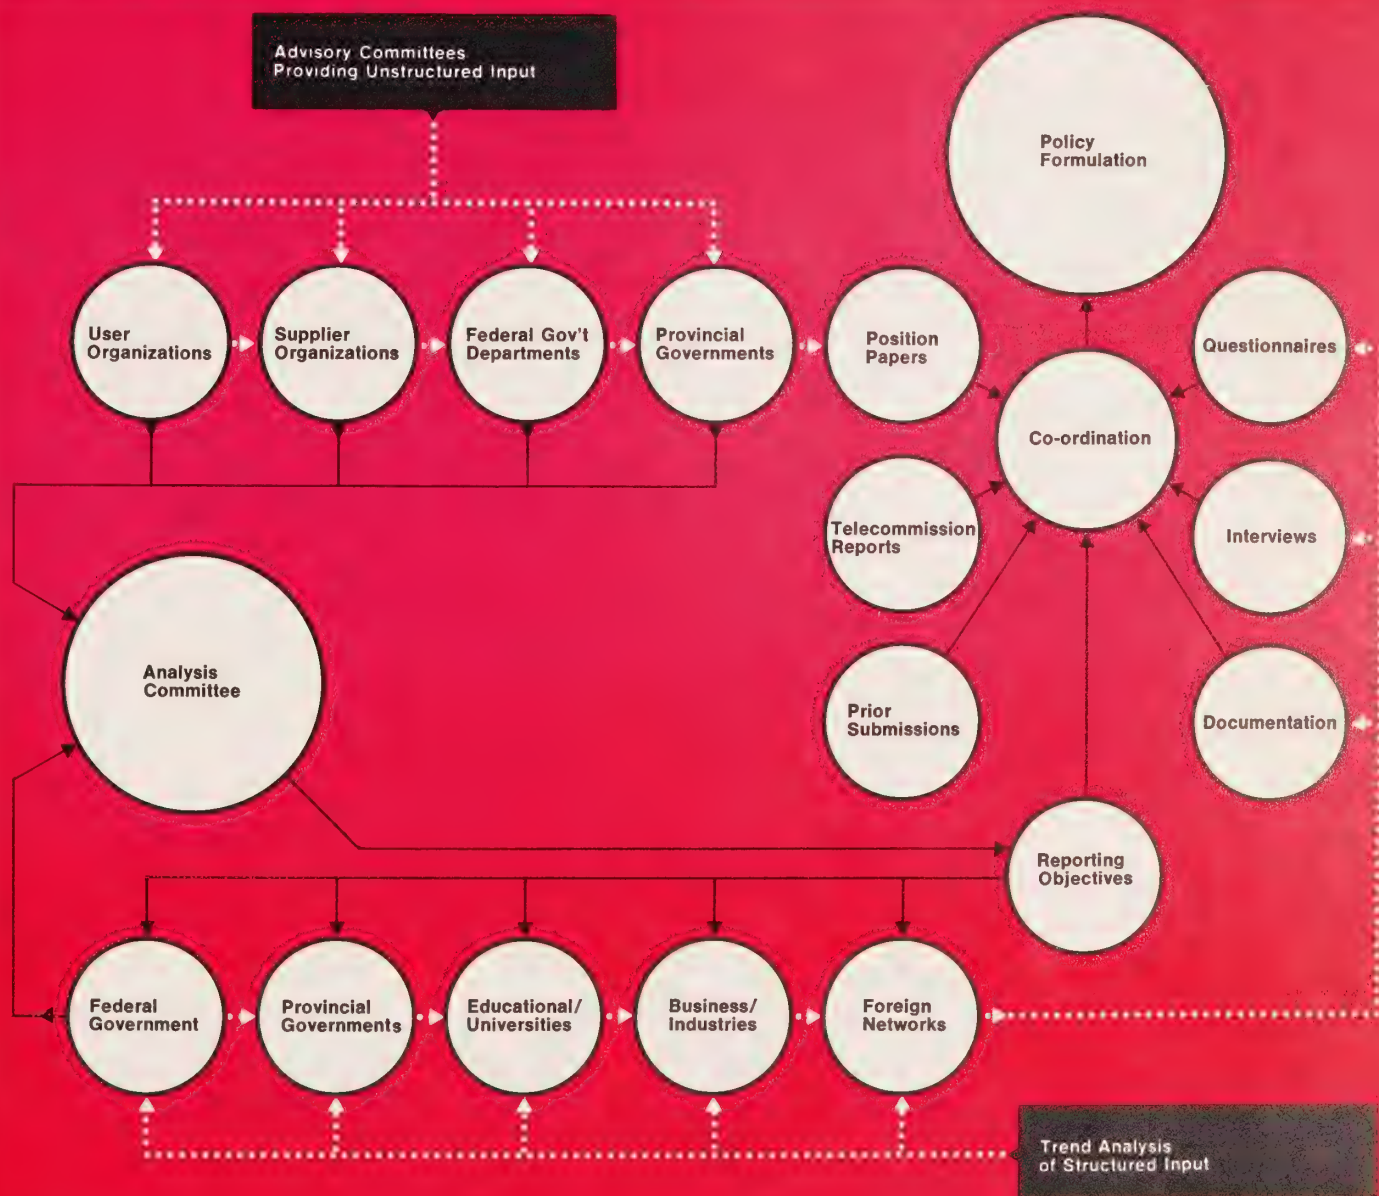 Advisory Committees
Providing Unstructured Input
Policy
Formulation
User
Organizations
Supplier
Organizations
Federal Gov't
Departments
Provincial
Governments
Position
Papers
Questionnaires
Co-ordination
Telecommission
Reports
Interviews
Analysis
Committee
Prior
Submissions
Documentation
Reporting
Objectives
Federal
Government
Provincial
Governments
Educational/
Universities
Business/
Industries
Foreign
Networks
Trend Analysis
of Structured Input